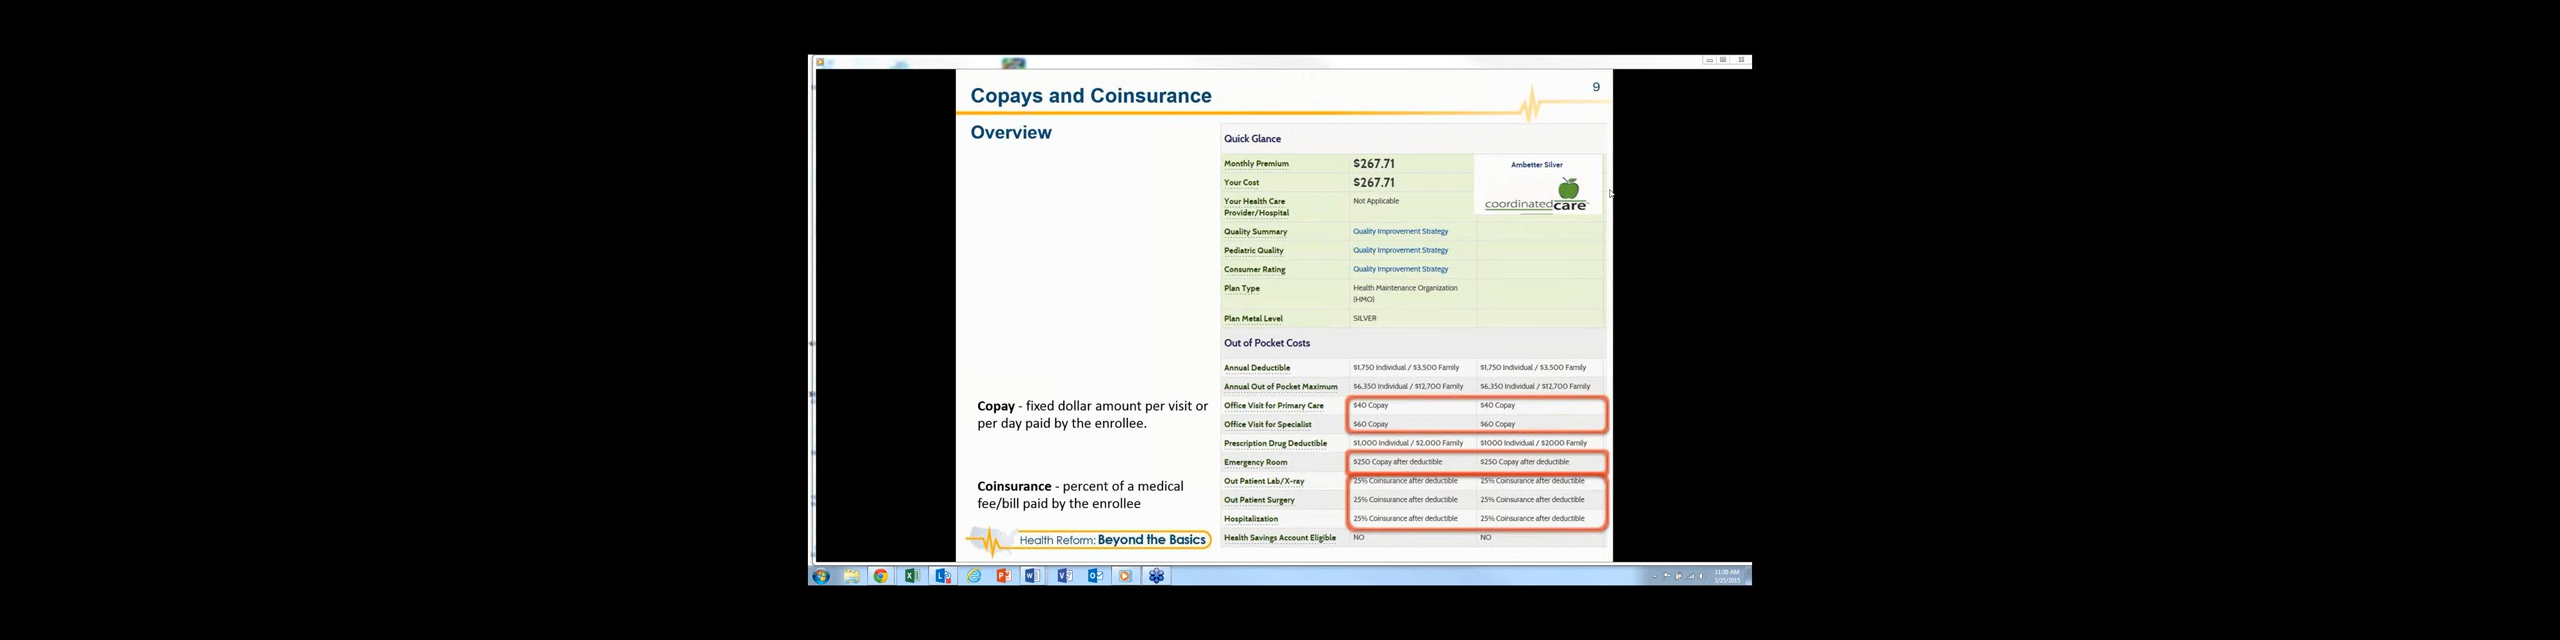 Copays and Coinsurance
9
Overview
Quick Glance
Monthly Premium $267.71
Ambetter Silver
Your Cost $267.71
coordinatedcare
Your Health Care Not Applicable
Provider/Hospital
Quality Summary Quality Improvement Strategy
Pediatric Quality Quality Improvement Strategy
Consumer Rating Quality Improvement Strategy
Plan Type Health Maintenance Organization
(HMO)
Plan Metal Level SILVER
Out of Pocket Costs
Annual Deductible $1,750 Individual / $3,500 Family $1,750 Individual / $3,500 Family
Annual Out of Pocket Maximum $6,350 Individual / $12,700 Family $6,350 Individual / $12,700 Family
Office Visit for Primary Care $40 Copay $40 Copay
Office Visit for Specialist $60 Copay $60 Copay
Prescription Drug Deductible $1,000 Individual / $2,000 Family $1000 Individual / $2000 Family
Emergency Room $250 Copay after deductible $250 Copay after deductible
Out Patient Lab/X-ray 25% Coinsurance after deductible 25% Coinsurance after deductible
Out Patient Surgery 25% Coinsurance after deductible 25% Coinsurance after deductible
Hospitalization 25% Coinsurance after deductible 25% Coinsurance after deductible
Health Savings Account Eligible NO NO
Copay - fixed dollar amount per visit or
per day paid by the enrollee.
Coinsurance - percent of a medical
fee/bill paid by the enrollee
Health Reform: Beyond the Basics
11:30 AM
3/25/2015